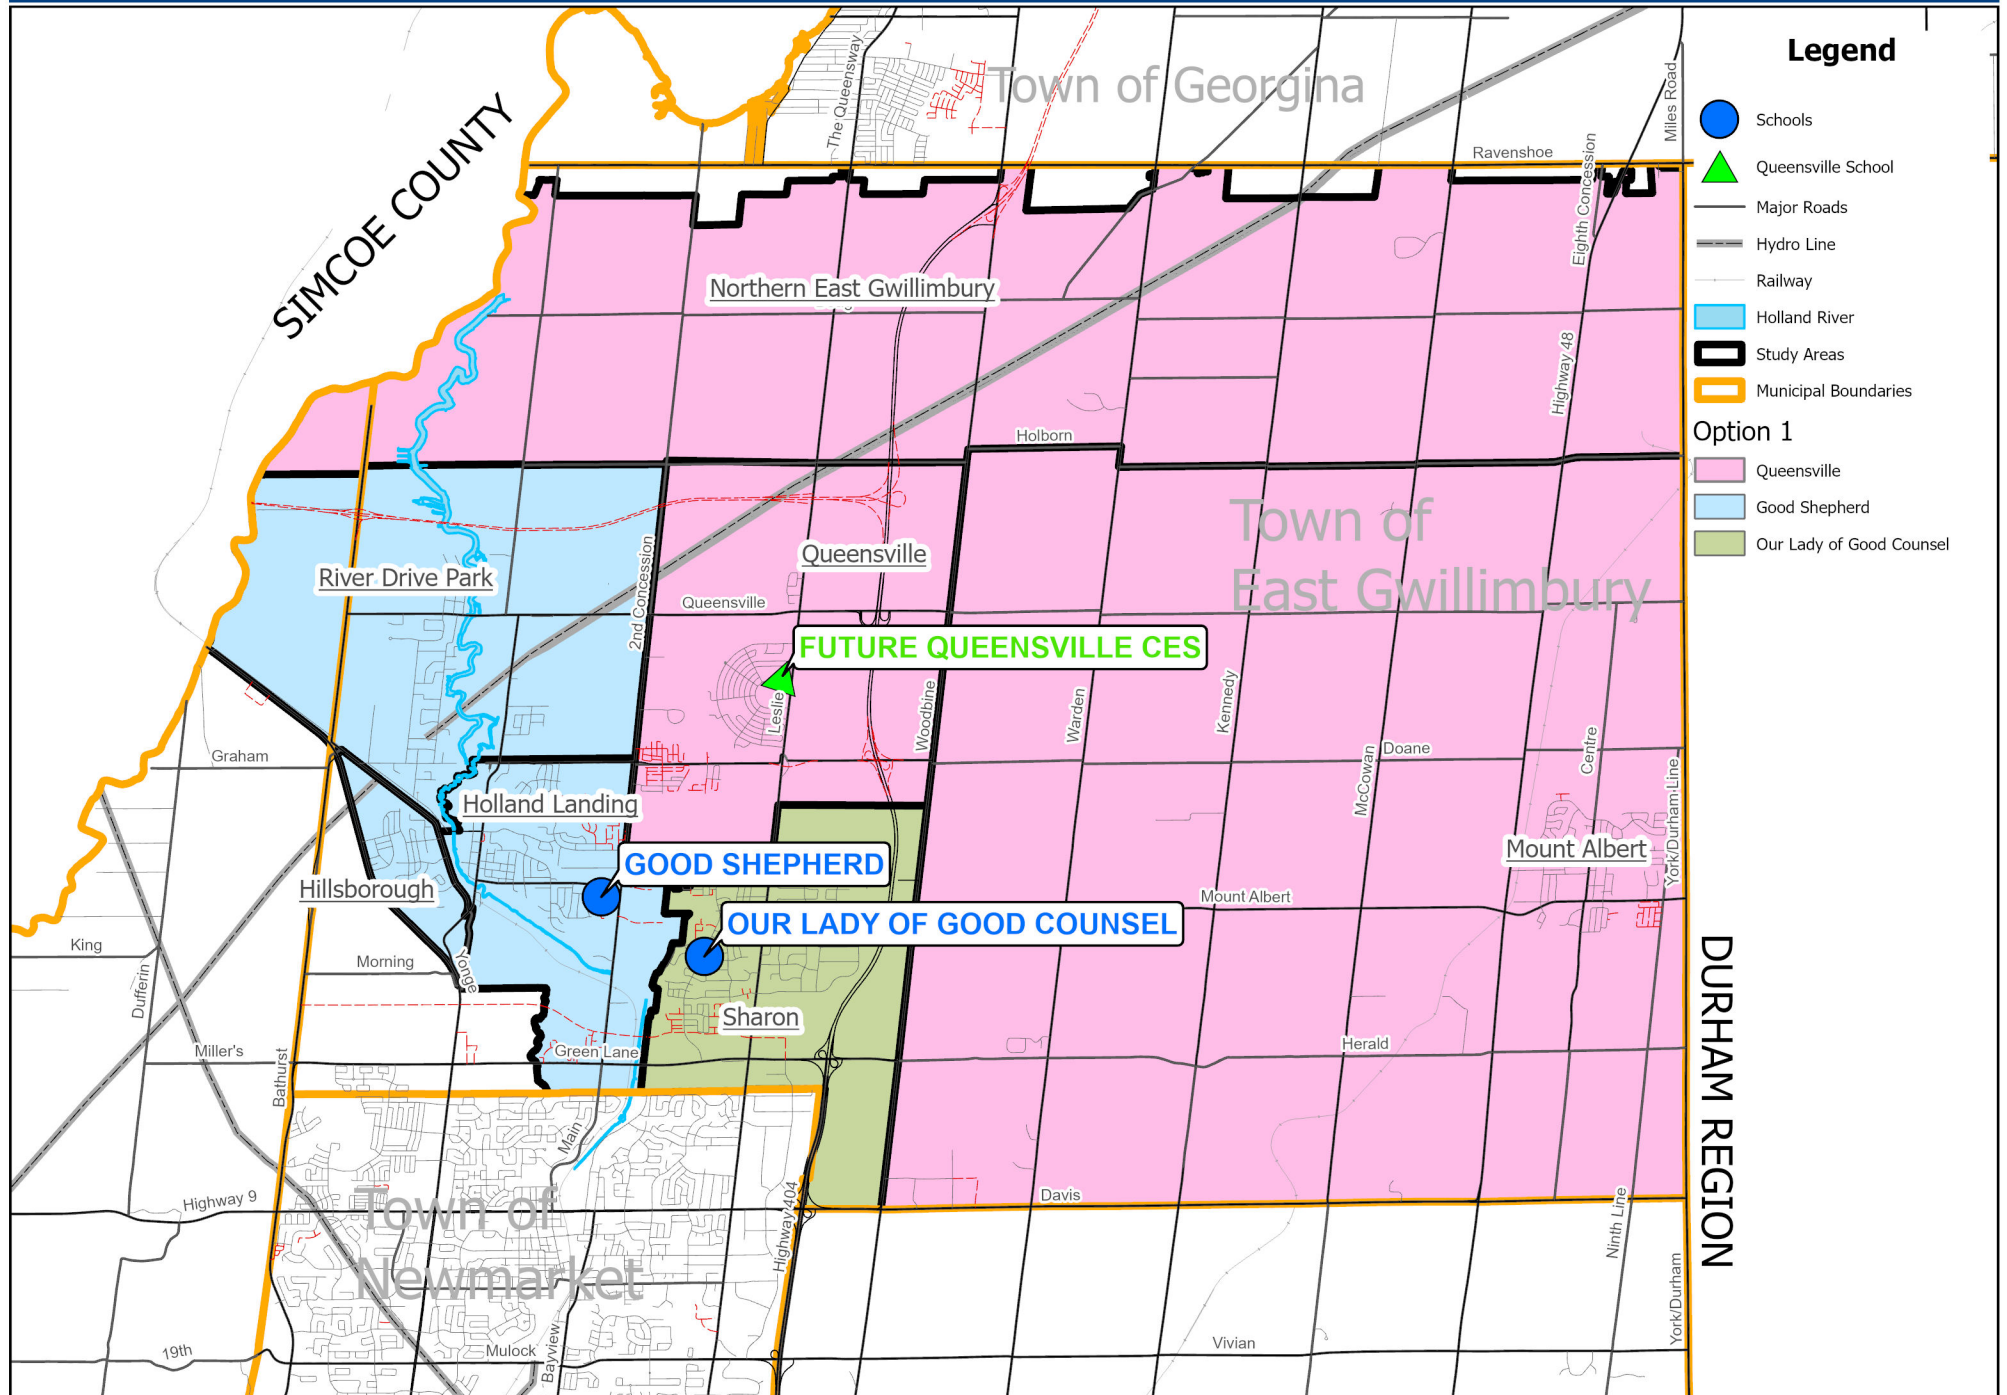 Legend
Schools
Queensville School
Major Roads
Hydro Line
Railway
Holland River
Study Areas
Municipal Boundaries
Option 1
Queensville
Good Shepherd
Our Lady of Good Counsel
Town of Georgina
The Queensway
Miles Road
Ravenshoe
Eighth Concession
SIMCOE COUNTY
Northern East Gwillimbury
Highway 48
Holborn
Town of
East Gwillimbury
Queensville
River Drive Park
2nd Concession
Queensville
FUTURE QUEENSVILLE CES
Leslie
Woodbine
Warden
Kennedy
McCowan
Doane
Centre
York/Durham Line
Graham
Holland Landing
Mount Albert
GOOD SHEPHERD
Hillsborough
Mount Albert
OUR LADY OF GOOD COUNSEL
King
Dufferin
Morning
Yonge
Sharon
DURHAM REGION
Miller's
Bathurst
Green Lane
Herald
Main
Highway 9
Town of
Newmarket
Highway 404
Davis
Ninth Line
York/Durham
19th
Mulock
Bayview
Vivian